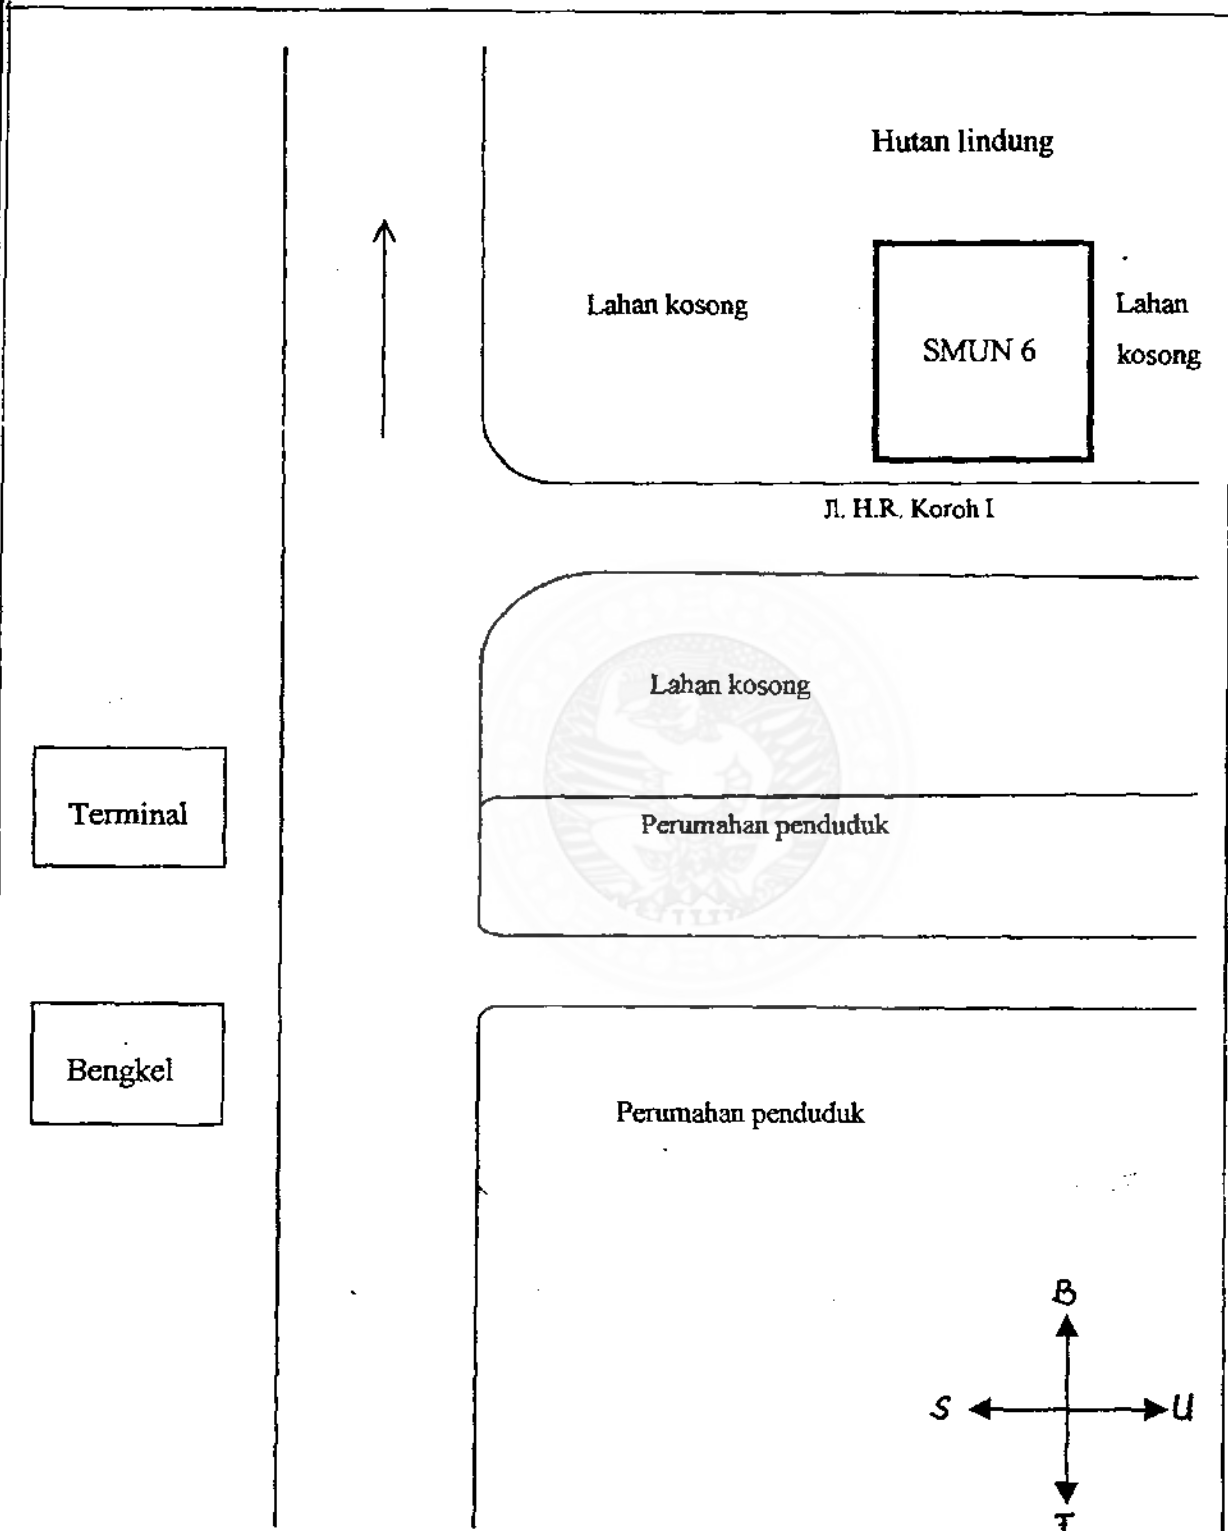 Hutan lindung
Lahan kosong
SMUN 6
Lahan
kosong
Jl. H.R. Koroh I
Lahan kosong
Terminal
Perumahan penduduk
Bengkel
Perumahan penduduk
B
S
U
T